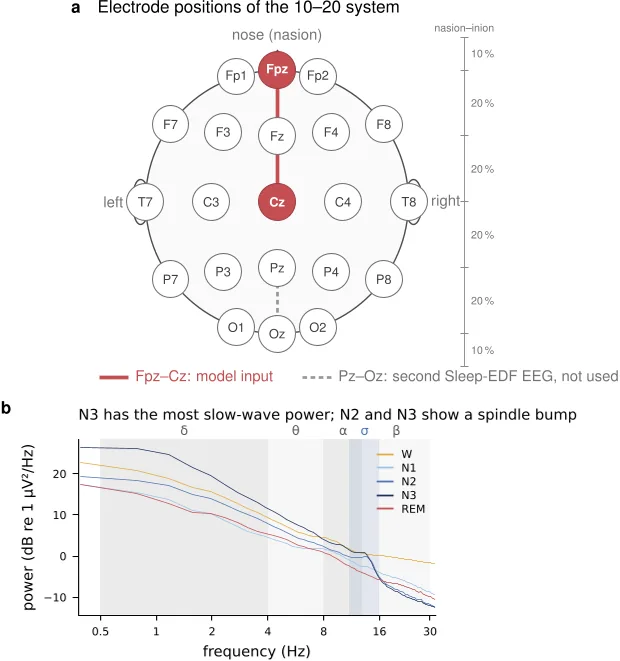 a Electrode positions of the 10–20 system
nose (nasion)
nasion–inion
10 %
Fp1 Fpz Fp2
20 %
F7 F3 Fz F4 F8
20 %
left T7 C3 Cz C4 T8 right
20 %
P7 P3 Pz P4 P8
20 %
O1 Oz O2
10 %
Fpz–Cz: model input
Pz–Oz: second Sleep-EDF EEG, not used
b
N3 has the most slow-wave power; N2 and N3 show a spindle bump
δ θ α σ β
W
N1
N2
N3
REM
power (dB re 1 μV²/Hz)
20
10
0
−10
0.5 1 2 4 8 16 30
frequency (Hz)